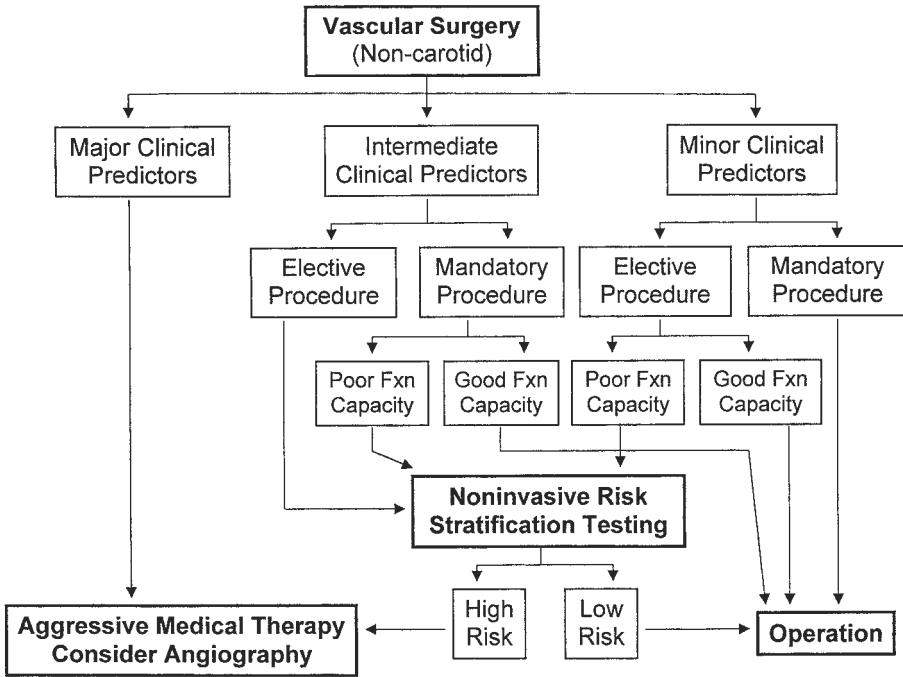 Vascular Surgery
(Non-carotid)
Major Clinical
Predictors
Intermediate
Clinical Predictors
Minor Clinical
Predictors
Elective
Procedure
Mandatory
Procedure
Elective
Procedure
Mandatory
Procedure
Poor Fxn
Capacity
Good Fxn
Capacity
Poor Fxn
Capacity
Good Fxn
Capacity
Noninvasive Risk
Stratification Testing
High
Risk
Low
Risk
Aggressive Medical Therapy
Consider Angiography
Operation